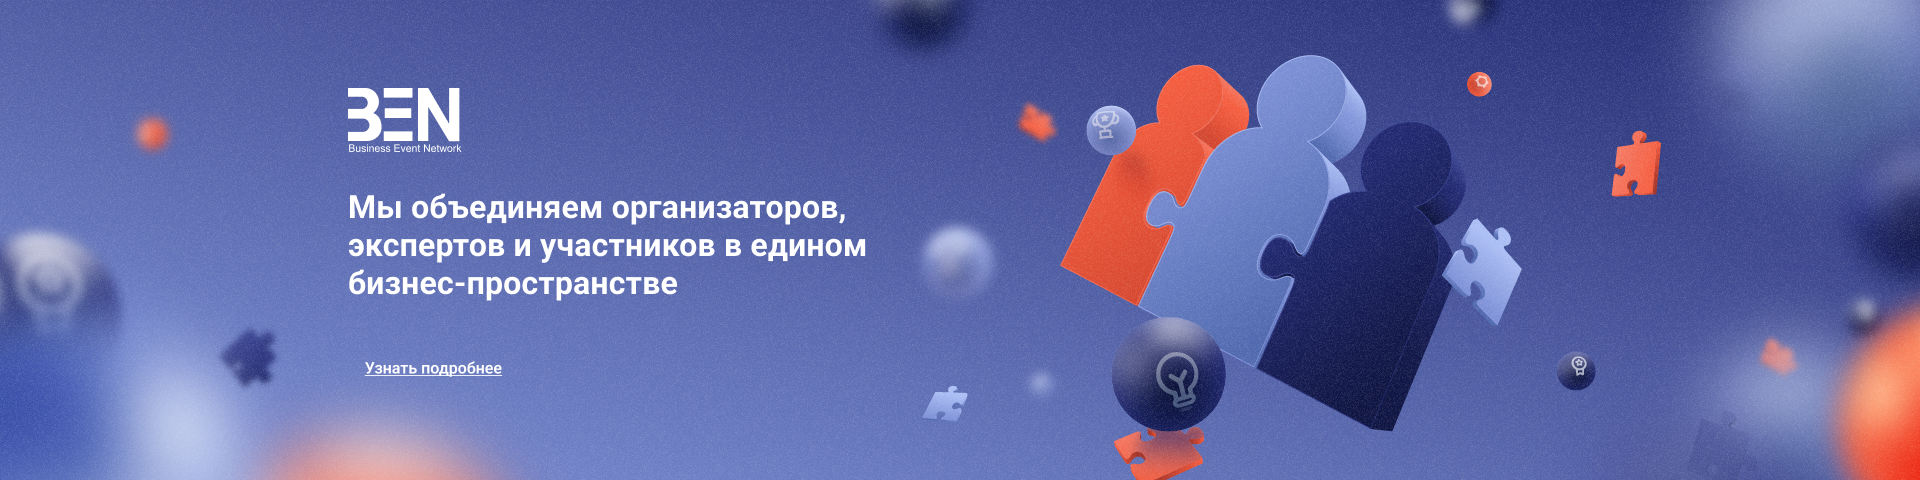 BEN
Business Event Network
Мы объединяем организаторов,
экспертов и участников в едином
бизнес-пространстве
Узнать подробнее